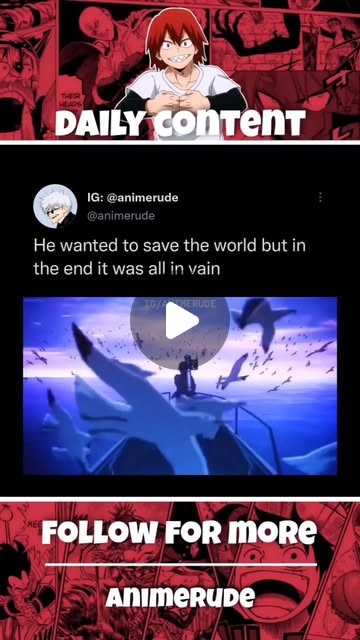 THEIR
HEADS
DAILY CONTENT
IG: @animerude
@animerude
He wanted to save the world but in
the end it was all in vain
IG/ANIMERUDE
FOLLOW FOR MORE
ANIMERUDE